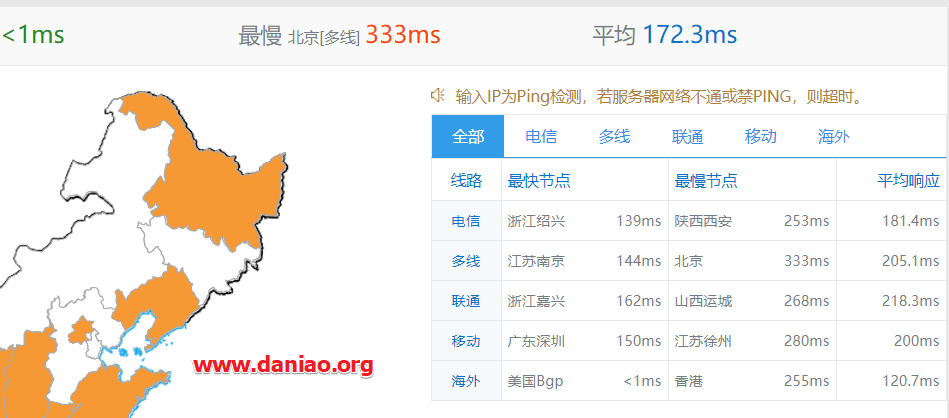 <1ms 最慢 北京[多线] 333ms 平均 172.3ms
输入IP为Ping检测，若服务器网络不通或禁PING，则超时。
全部 电信 多线 联通 移动 海外
线路 最快节点 最慢节点 平均响应
电信 浙江绍兴 139ms 陕西西安 253ms 181.4ms
多线 江苏南京 144ms 北京 333ms 205.1ms
联通 浙江嘉兴 162ms 山西运城 268ms 218.3ms
移动 广东深圳 150ms 江苏徐州 280ms 200ms
海外 美国Bgp <1ms 香港 255ms 120.7ms
www.daniao.org